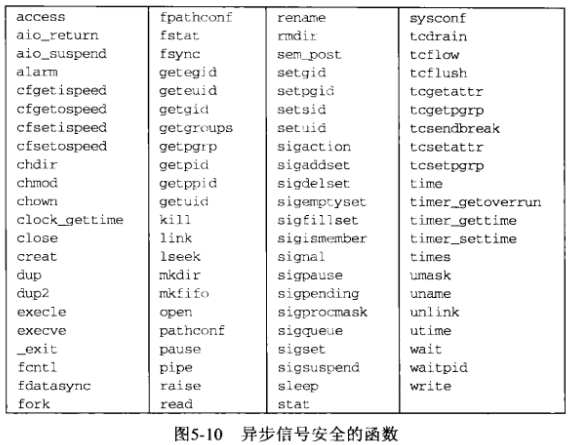 access fpathconf rename sysconf
aio_return fstat rmdir tcdrain
aio_suspend fsync sem_post tcflow
alarm getegid setgid tcflush
cfgetispeed geteuid setpgid tcgetattr
cfgetospeed getgid setsid tcgetpgrp
cfsetispeed getgroups setuid tcsendbreak
cfsetospeed getpgrp sigaction tcsetattr
chdir getpid sigaddset tcsetpgrp
chmod getppid sigdelset time
chown getuid sigemptyset timer_getoverrun
clock_gettime kill sigfillset timer_gettime
close link sigismember timer_settime
creat lseek signal times
dup mkdir sigpause umask
dup2 mkfifo sigpending uname
execle open sigprocmask unlink
execve pathconf sigqueue utime
_exit pause sigset wait
fcntl pipe sigsuspend waitpid
fdatasync raise sleep write
fork read stat
图5-10 异步信号安全的函数